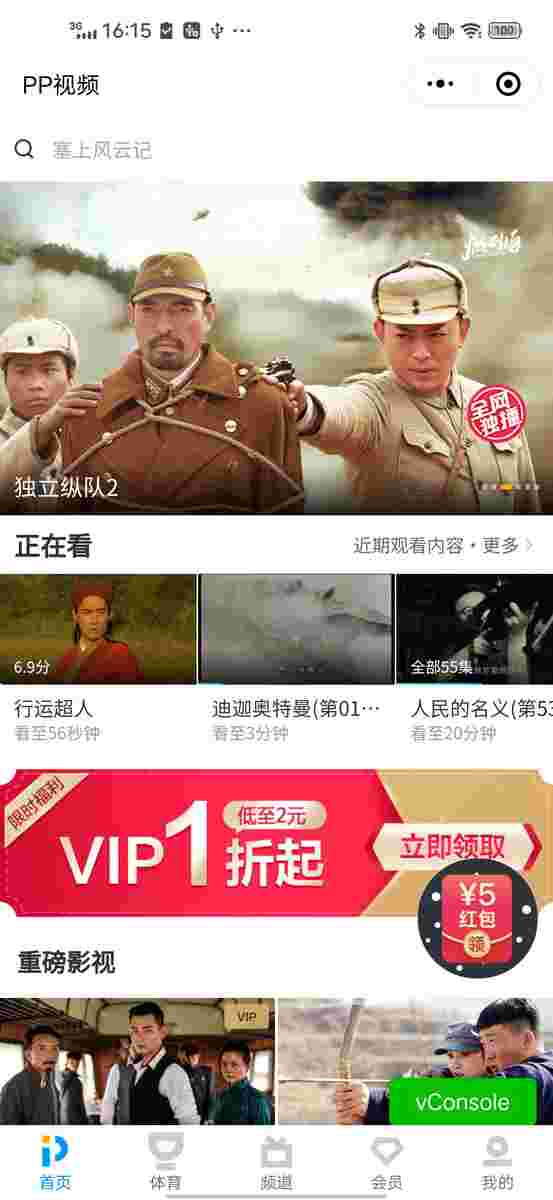 3G 16:15 100
PP视频
塞上风云记
全网
独播
独立纵队2
正在看
近期观看内容·更多
6.9分
全部55集
行运超人
迪迦奥特曼(第01…
人民的名义(第53
看至56秒钟
看至3分钟
看至20分钟
限时福利
VIP1折起
低至2元
立即领取
¥5
红包
领
重磅影视
VIP
vConsole
首页
体育
频道
会员
我的